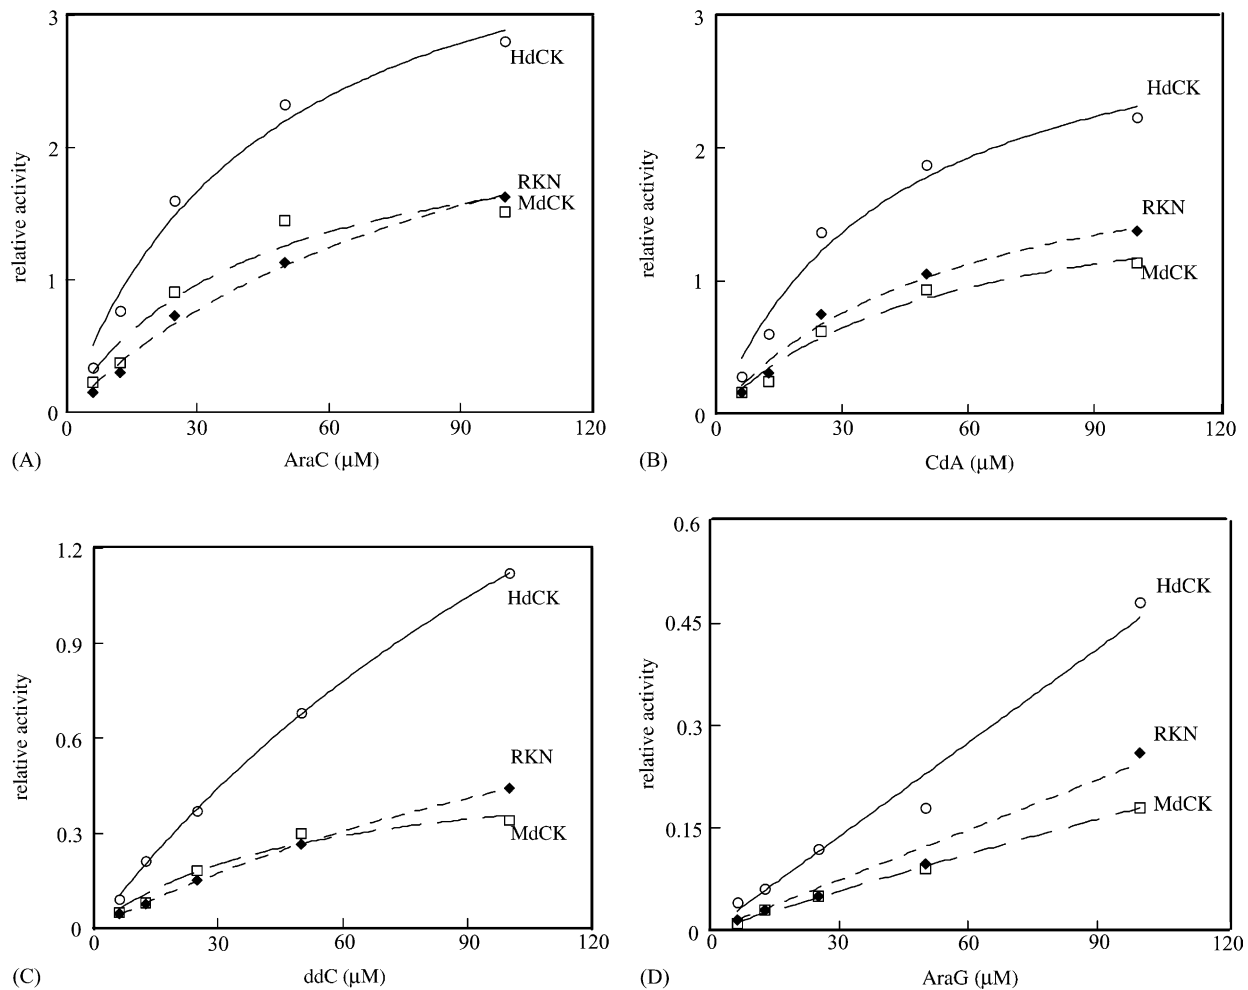 3
2
1
0
0
30
60
90
120
relative activity
HdCK
RKN
MdCK
(A)
AraC (μM)
3
2
1
0
0
30
60
90
120
relative activity
HdCK
RKN
MdCK
(B)
CdA (μM)
1.2
0.9
0.6
0.3
0
0
30
60
90
120
relative activity
HdCK
RKN
MdCK
(C)
ddC (μM)
0.6
0.45
0.3
0.15
0
0
30
60
90
120
relative activity
HdCK
RKN
MdCK
(D)
AraG (μM)